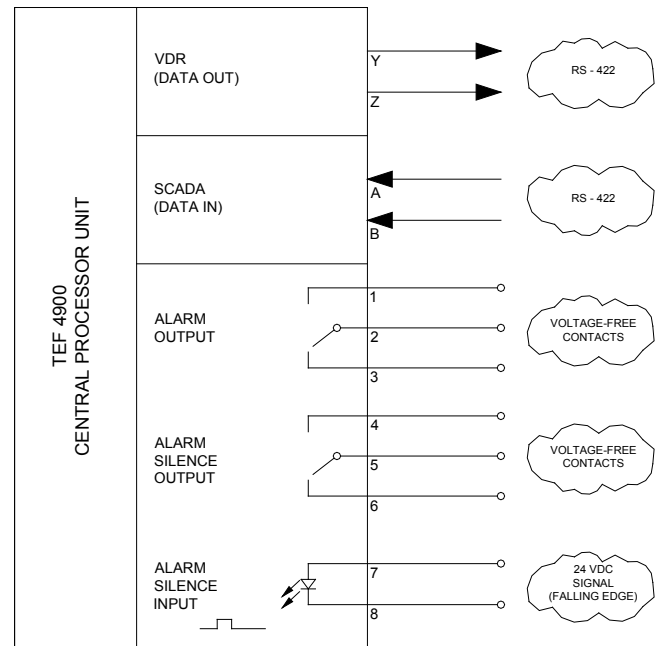 TEF 4900
CENTRAL PROCESSOR UNIT
VDR
(DATA OUT)
Y
Z
RS - 422
SCADA
(DATA IN)
A
B
RS - 422
ALARM
OUTPUT
1
2
3
VOLTAGE-FREE
CONTACTS
ALARM
SILENCE
OUTPUT
4
5
6
VOLTAGE-FREE
CONTACTS
ALARM
SILENCE
INPUT
7
8
24 VDC
SIGNAL
(FALLING EDGE)